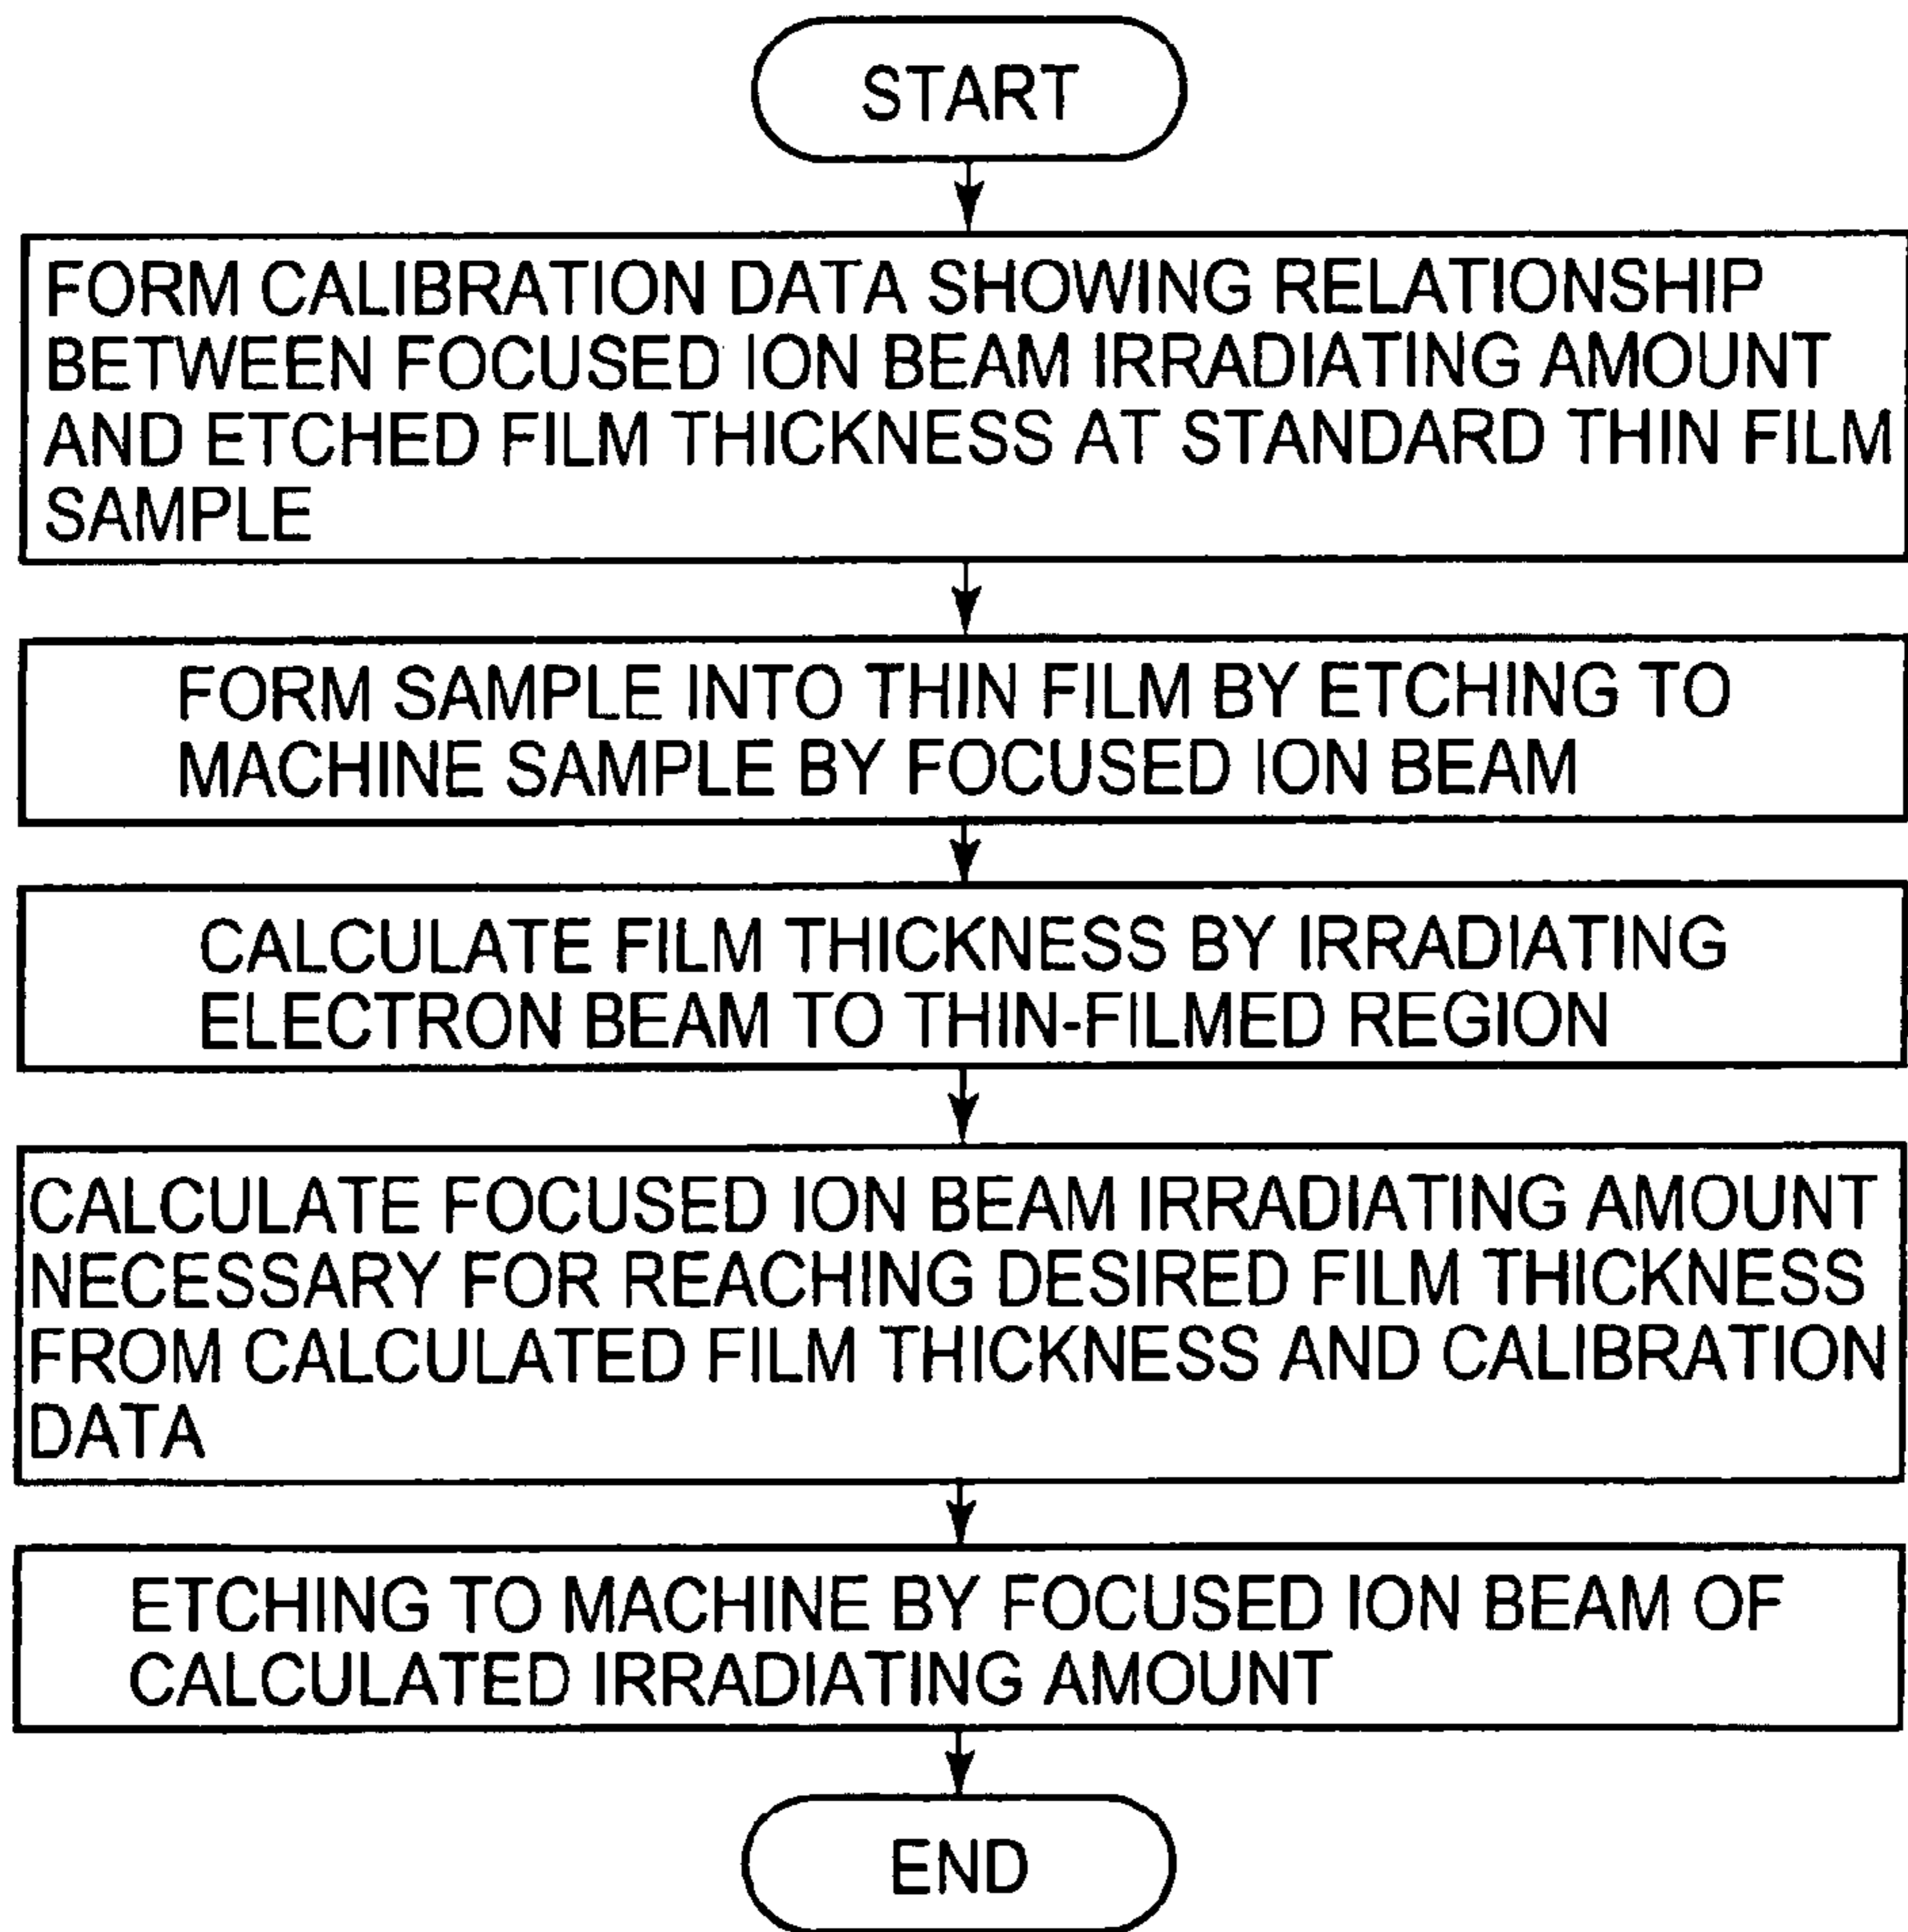 START
FORM CALIBRATION DATA SHOWING RELATIONSHIP
BETWEEN FOCUSED ION BEAM IRRADIATING AMOUNT
AND ETCHED FILM THICKNESS AT STANDARD THIN FILM
SAMPLE
FORM SAMPLE INTO THIN FILM BY ETCHING TO
MACHINE SAMPLE BY FOCUSED ION BEAM
CALCULATE FILM THICKNESS BY IRRADIATING
ELECTRON BEAM TO THIN-FILMED REGION
CALCULATE FOCUSED ION BEAM IRRADIATING AMOUNT
NECESSARY FOR REACHING DESIRED FILM THICKNESS
FROM CALCULATED FILM THICKNESS AND CALIBRATION
DATA
ETCHING TO MACHINE BY FOCUSED ION BEAM OF
CALCULATED IRRADIATING AMOUNT
END